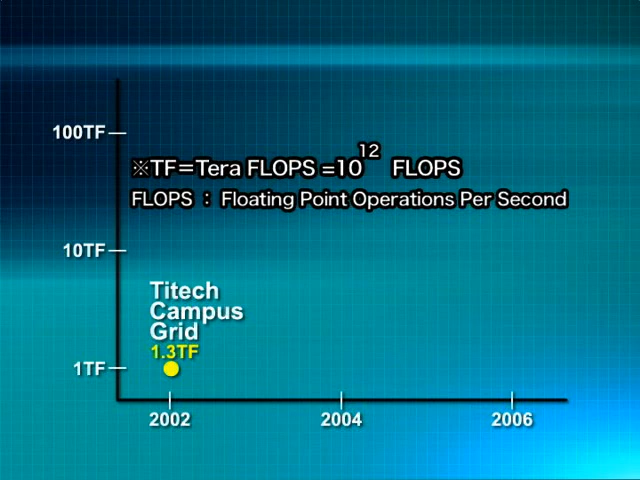 100TF
※TF=Tera FLOPS =10^12 FLOPS
FLOPS : Floating Point Operations Per Second
10TF
Titech
Campus
Grid
1.3TF
1TF
2002 2004 2006